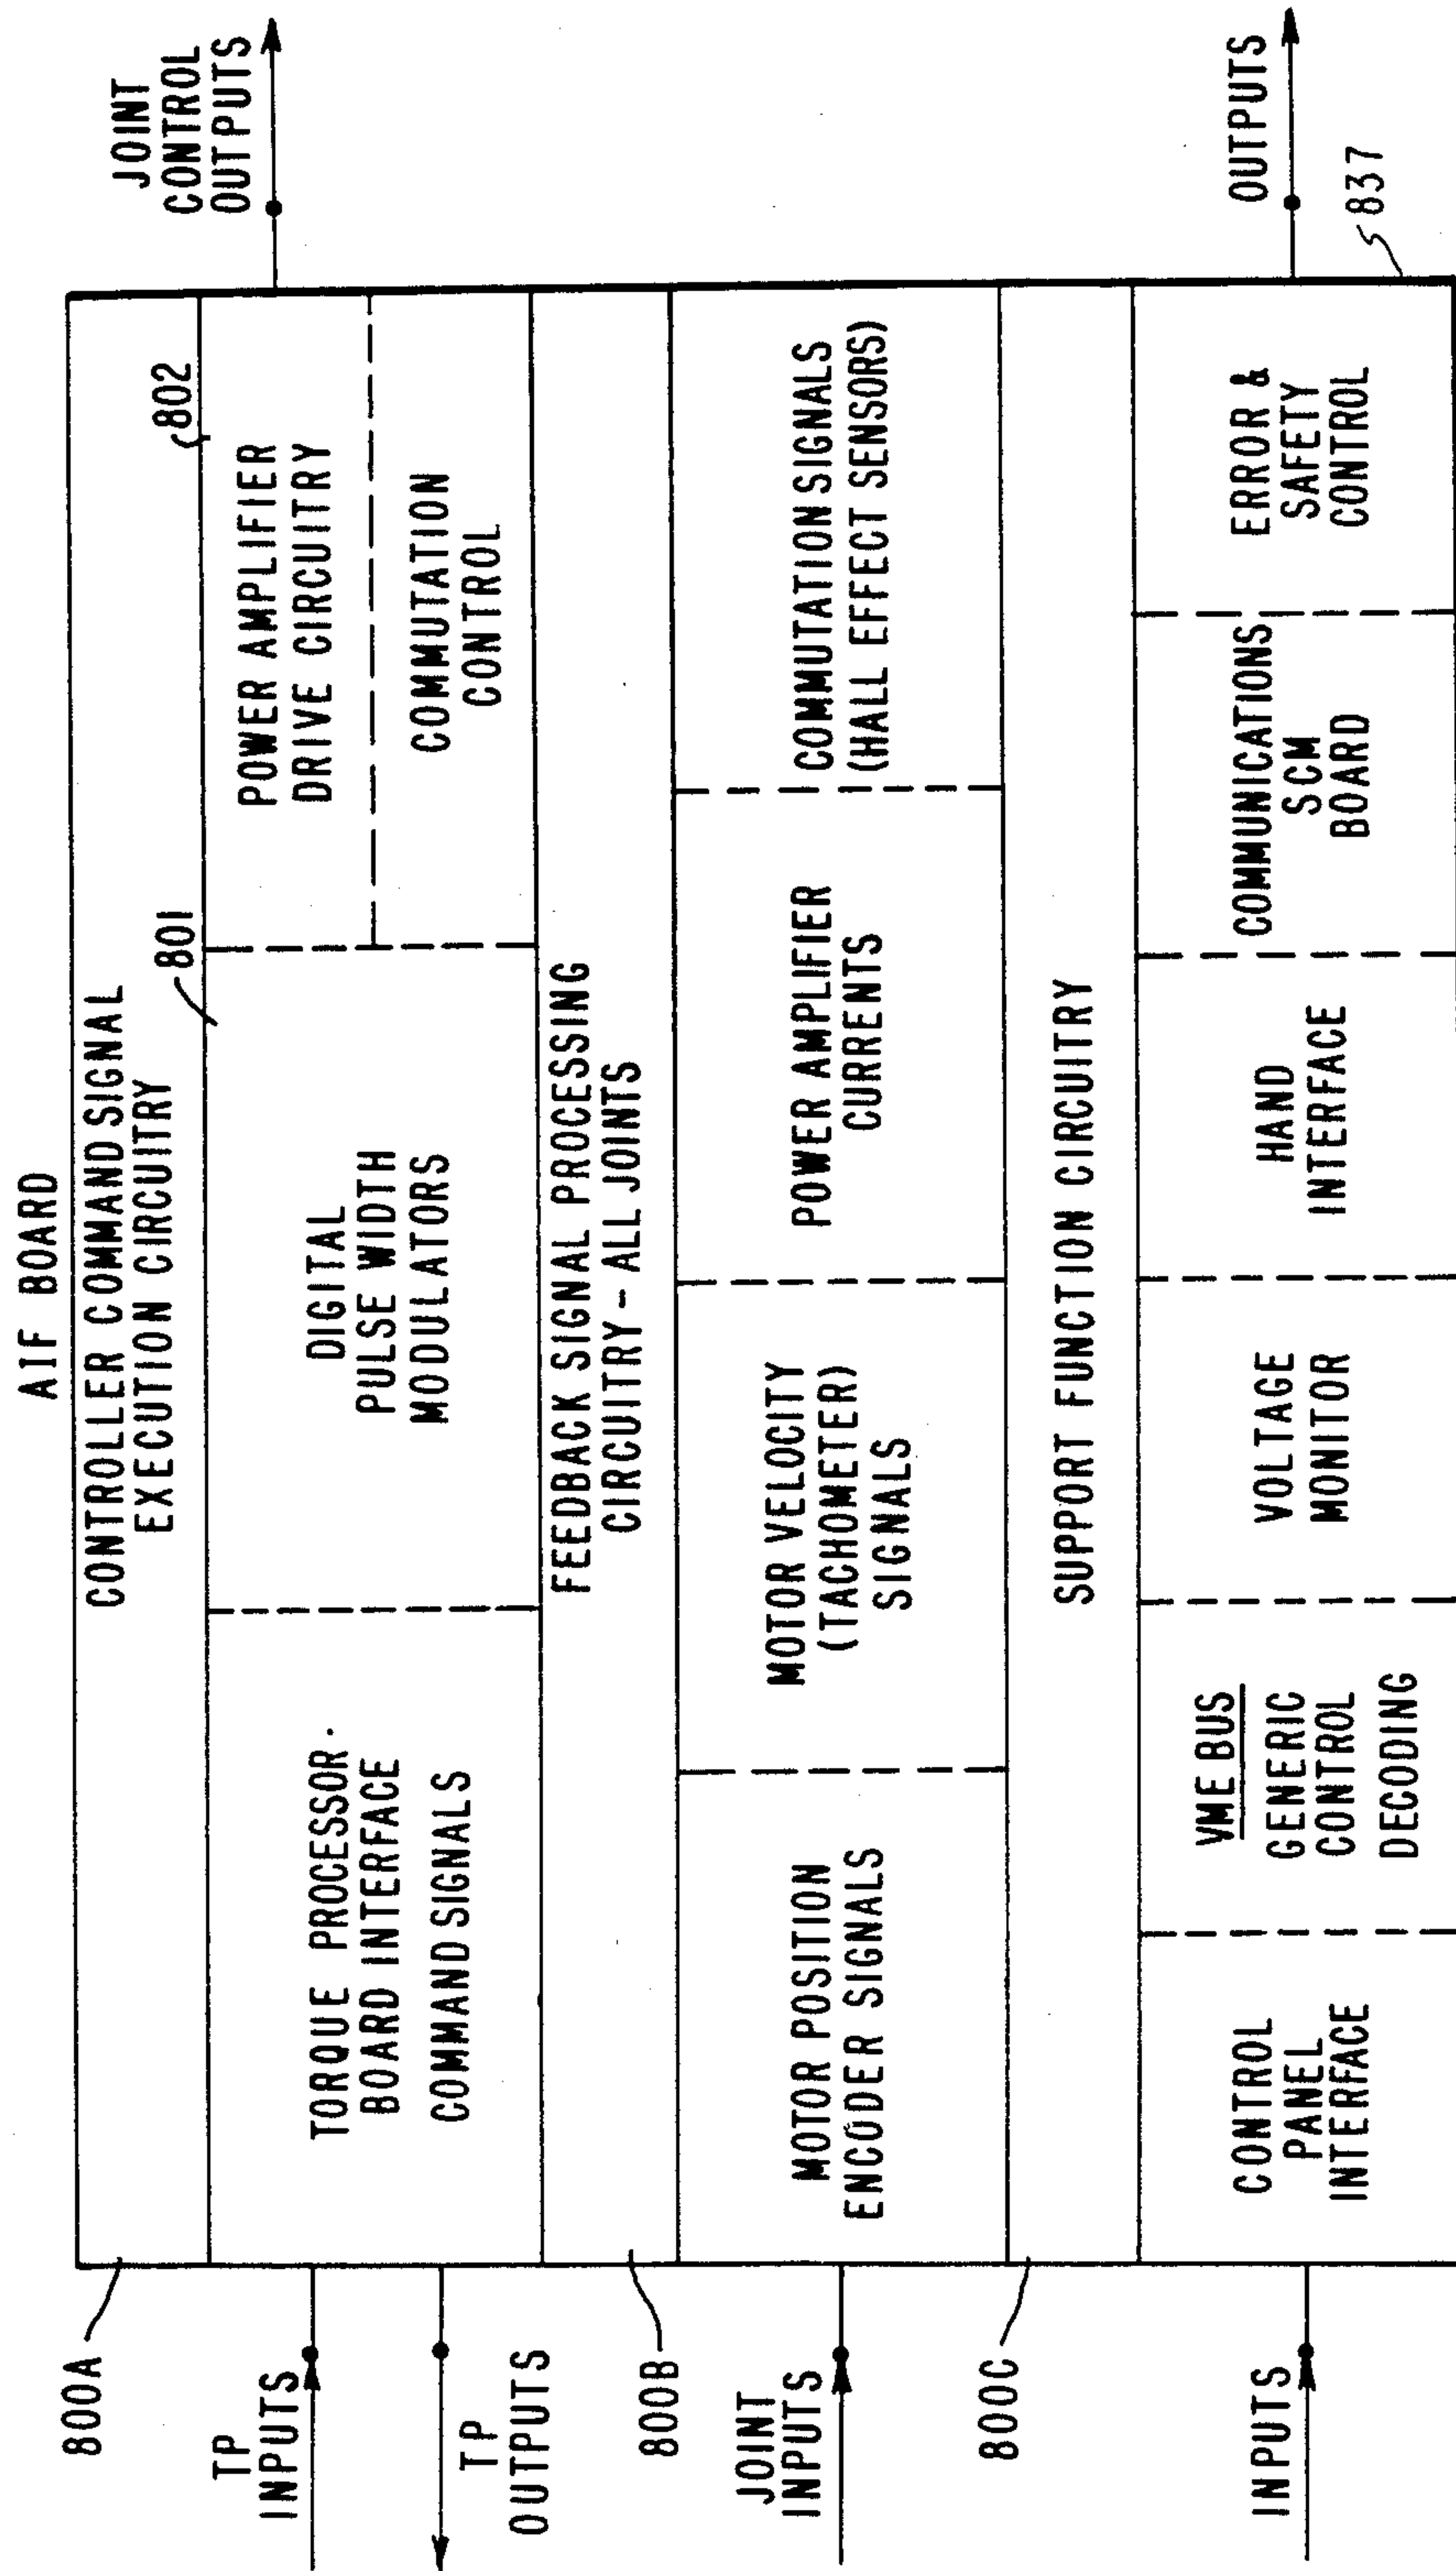 AIF BOARD
CONTROLLER COMMAND SIGNAL
EXECUTION CIRCUITRY
800A
801
802
TP
INPUTS
TP
OUTPUTS
TORQUE PROCESSOR
BOARD INTERFACE
COMMAND SIGNALS
DIGITAL
PULSE WIDTH
MODULATORS
POWER AMPLIFIER
DRIVE CIRCUITRY
COMMUTATION
CONTROL
JOINT
CONTROL
OUTPUTS
FEEDBACK SIGNAL PROCESSING
CIRCUITRY - ALL JOINTS
800B
JOINT
INPUTS
MOTOR POSITION
ENCODER SIGNALS
MOTOR VELOCITY
(TACHOMETER)
SIGNALS
POWER AMPLIFIER
CURRENTS
COMMUTATION SIGNALS
(HALL EFFECT SENSORS)
800C
SUPPORT FUNCTION CIRCUITRY
INPUTS
CONTROL
PANEL
INTERFACE
VME BUS
GENERIC
CONTROL
DECODING
VOLTAGE
MONITOR
HAND
INTERFACE
COMMUNICATIONS
SCM
BOARD
ERROR &
SAFETY
CONTROL
OUTPUTS
837